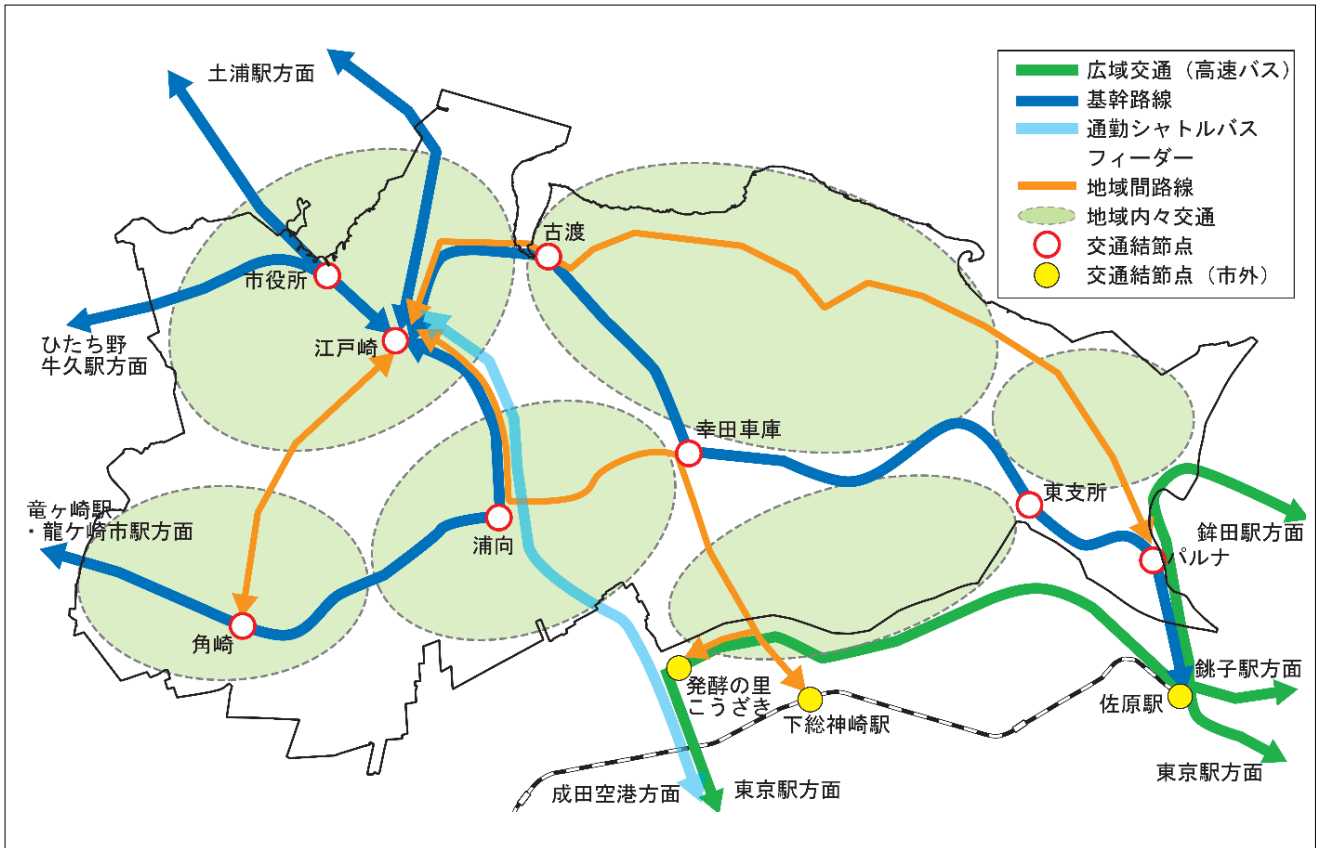 土浦駅方面
広域交通（高速バス）
基幹路線
通勤シャトルバス
フィーダー
地域間路線
地域内々交通
交通結節点
交通結節点（市外）
古渡
市役所
ひたち野
牛久駅方面
江戸崎
幸田車庫
東支所
竜ヶ崎駅
・龍ケ崎市駅方面
浦向
鉾田駅方面
パルナ
角崎
発酵の里
こうざき
下総神崎駅
佐原駅
銚子駅方面
東京駅方面
成田空港方面
東京駅方面